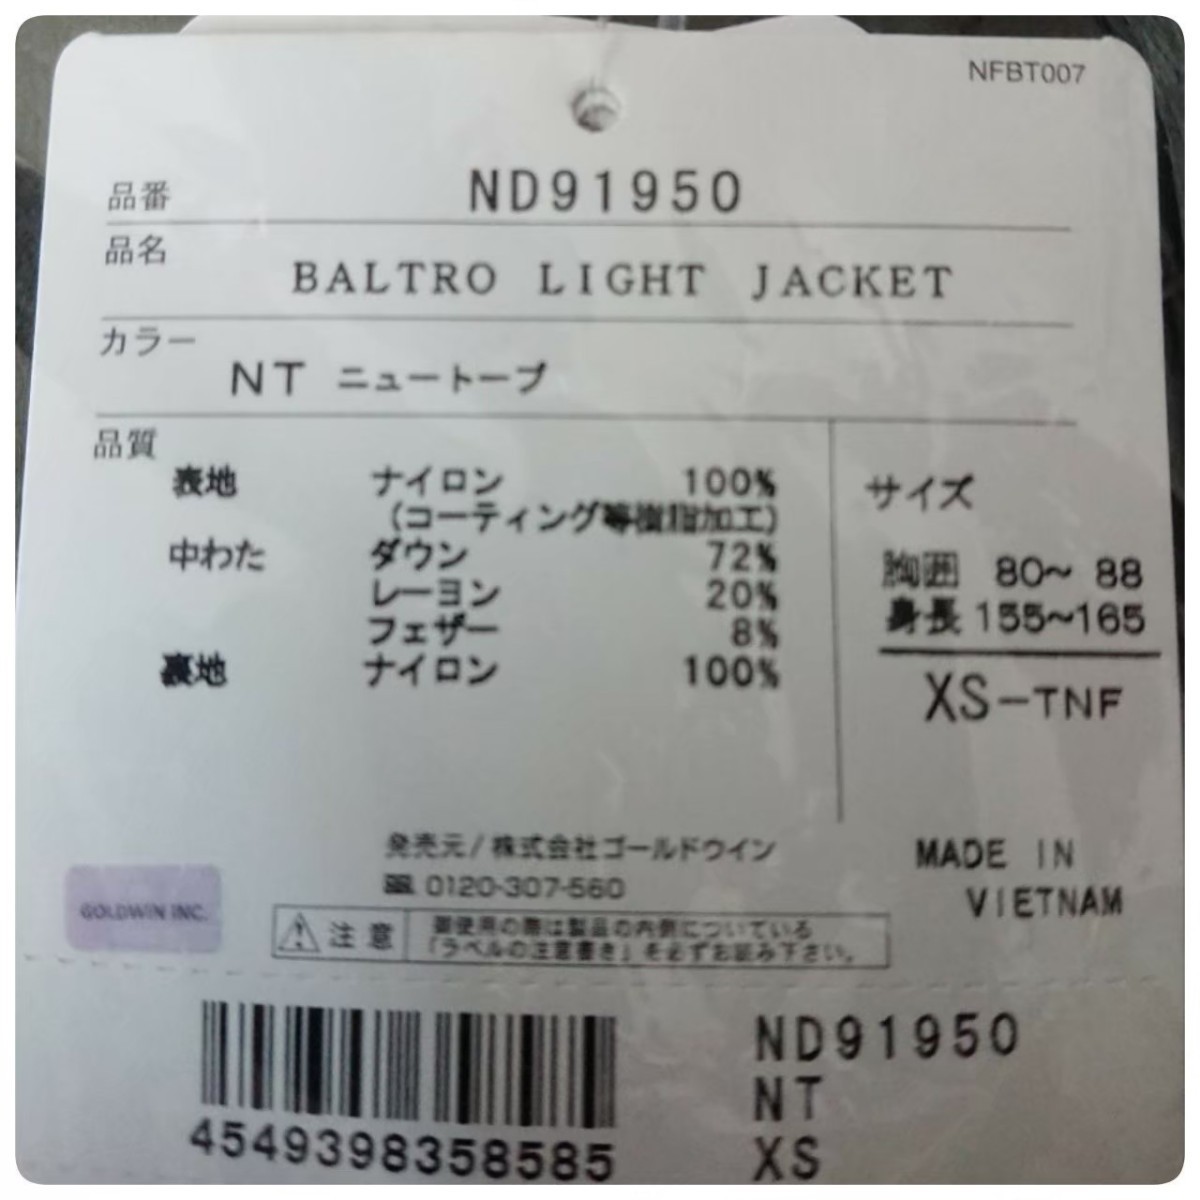 NFBT007
品番 ND91950
品名
BALTRO LIGHT JACKET
カラー
NT ニュートープ
品質
表地 ナイロン 100%
(コーティング等樹脂加工)
中わた ダウン 72%
レーヨン 20%
フェザー 8%
裏地 ナイロン 100%
サイズ
胸囲 80〜 88
身長 155〜165
XS-TNF
発売元/株式会社ゴールドウイン
0120-307-560
MADE IN
VIETNAM
GOLDWIN INC.
注意
御使用の際は製品の内側についている
「ラベルの注意書き」を必ずお読み下さい。
4549398358585
ND91950
NT
XS